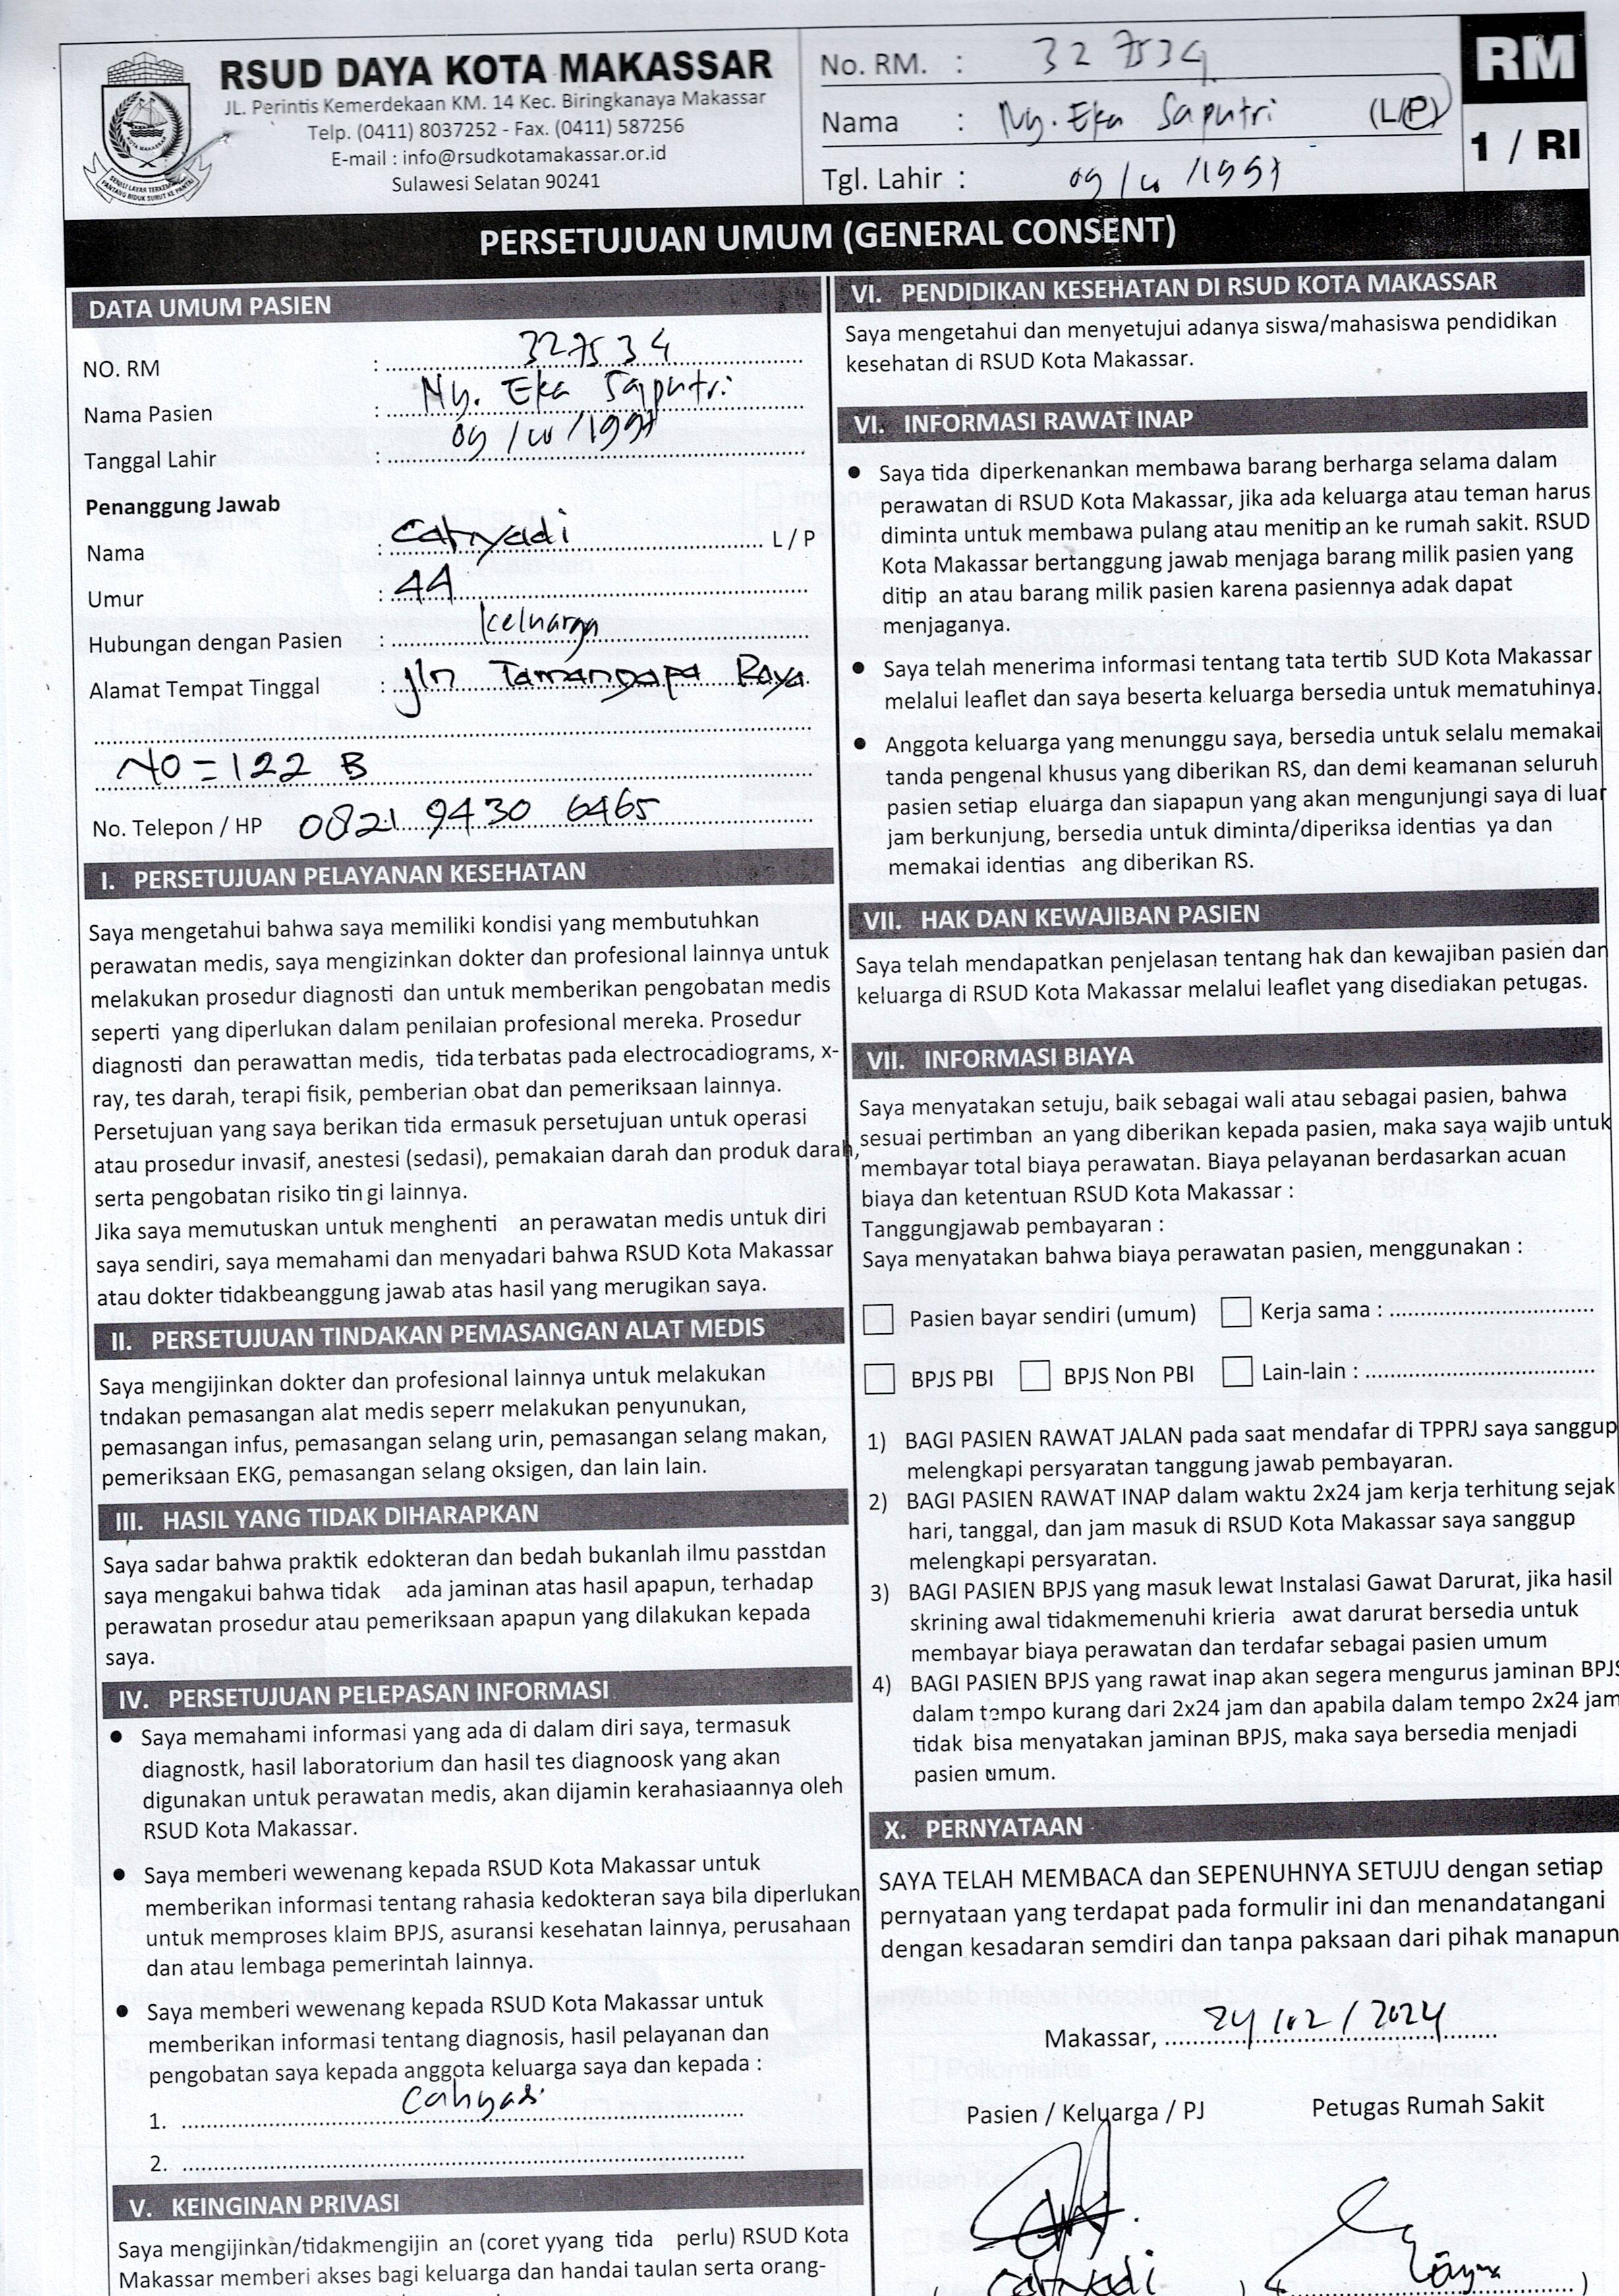 RSUD DAYA KOTA MAKASSAR
JL. Perintis Kemerdekaan KM. 14 Kec. Biringkanaya Makassar
Telp. (0411) 8037252 - Fax. (0411) 587256
E-mail : info@rsudkotamakassar.or.id
Sulawesi Selatan 90241
No. RM. : 327534
Nama : Ny. Eka Saputri (L/P)
Tgl. Lahir : 09 / /1997
RM
1 / RI
PERSETUJUAN UMUM (GENERAL CONSENT)
DATA UMUM PASIEN
NO. RM : 327534
Nama Pasien : Ny. Eka Saputri
Tanggal Lahir : 09 / /1997
Penanggung Jawab
Nama : Cahyadi L / P
Umur : 44
Hubungan dengan Pasien : keluarga
Alamat Tempat Tinggal : jln Tamangapa Raya
NO = 122 B
No. Telepon / HP 0821 9430 6465
I. PERSETUJUAN PELAYANAN KESEHATAN
Saya mengetahui bahwa saya memiliki kondisi yang membutuhkan
perawatan medis, saya mengizinkan dokter dan profesional lainnya untuk
melakukan prosedur diagnosti dan untuk memberikan pengobatan medis
seperti yang diperlukan dalam penilaian profesional mereka. Prosedur
diagnosti dan perawattan medis, tida terbatas pada electrocadiograms, x-
ray, tes darah, terapi fisik, pemberian obat dan pemeriksaan lainnya.
Persetujuan yang saya berikan tida ermasuk persetujuan untuk operasi
atau prosedur invasif, anestesi (sedasi), pemakaian darah dan produk darah,
serta pengobatan risiko tin gi lainnya.
Jika saya memutuskan untuk menghenti an perawatan medis untuk diri
saya sendiri, saya memahami dan menyadari bahwa RSUD Kota Makassar
atau dokter tidakbeanggung jawab atas hasil yang merugikan saya.
II. PERSETUJUAN TINDAKAN PEMASANGAN ALAT MEDIS
Saya mengijinkan dokter dan profesional lainnya untuk melakukan
tndakan pemasangan alat medis seperr melakukan penyunukan,
pemasangan infus, pemasangan selang urin, pemasangan selang makan,
pemeriksaan EKG, pemasangan selang oksigen, dan lain lain.
III. HASIL YANG TIDAK DIHARAPKAN
Saya sadar bahwa praktik edokteran dan bedah bukanlah ilmu passtdan
saya mengakui bahwa tidak ada jaminan atas hasil apapun, terhadap
perawatan prosedur atau pemeriksaan apapun yang dilakukan kepada
saya.
IV. PERSETUJUAN PELEPASAN INFORMASI
● Saya memahami informasi yang ada di dalam diri saya, termasuk
diagnostk, hasil laboratorium dan hasil tes diagnoosk yang akan
digunakan untuk perawatan medis, akan dijamin kerahasiaannya oleh
RSUD Kota Makassar.
● Saya memberi wewenang kepada RSUD Kota Makassar untuk
memberikan informasi tentang rahasia kedokteran saya bila diperlukan
untuk memproses klaim BPJS, asuransi kesehatan lainnya, perusahaan
dan atau lembaga pemerintah lainnya.
● Saya memberi wewenang kepada RSUD Kota Makassar untuk
memberikan informasi tentang diagnosis, hasil pelayanan dan
pengobatan saya kepada anggota keluarga saya dan kepada :
1. Cahyadi
2.
V. KEINGINAN PRIVASI
Saya mengijinkan/tidakmengijin an (coret yyang tida perlu) RSUD Kota
Makassar memberi akses bagi keluarga dan handai taulan serta orang-
VI. PENDIDIKAN KESEHATAN DI RSUD KOTA MAKASSAR
Saya mengetahui dan menyetujui adanya siswa/mahasiswa pendidikan
kesehatan di RSUD Kota Makassar.
VI. INFORMASI RAWAT INAP
● Saya tida diperkenankan membawa barang berharga selama dalam
perawatan di RSUD Kota Makassar, jika ada keluarga atau teman harus
diminta untuk membawa pulang atau menitip an ke rumah sakit. RSUD
Kota Makassar bertanggung jawab menjaga barang milik pasien yang
ditip an atau barang milik pasien karena pasiennya adak dapat
menjaganya.
● Saya telah menerima informasi tentang tata tertib SUD Kota Makassar
melalui leaflet dan saya beserta keluarga bersedia untuk mematuhinya.
● Anggota keluarga yang menunggu saya, bersedia untuk selalu memakai
tanda pengenal khusus yang diberikan RS, dan demi keamanan seluruh
pasien setiap eluarga dan siapapun yang akan mengunjungi saya di luar
jam berkunjung, bersedia untuk diminta/diperiksa identias ya dan
memakai identias ang diberikan RS.
VII. HAK DAN KEWAJIBAN PASIEN
Saya telah mendapatkan penjelasan tentang hak dan kewajiban pasien dan
keluarga di RSUD Kota Makassar melalui leaflet yang disediakan petugas.
VII. INFORMASI BIAYA
Saya menyatakan setuju, baik sebagai wali atau sebagai pasien, bahwa
sesuai pertimban an yang diberikan kepada pasien, maka saya wajib untuk
membayar total biaya perawatan. Biaya pelayanan berdasarkan acuan
biaya dan ketentuan RSUD Kota Makassar :
Tanggungjawab pembayaran :
Saya menyatakan bahwa biaya perawatan pasien, menggunakan :
Pasien bayar sendiri (umum) Kerja sama :
BPJS PBI BPJS Non PBI Lain-lain :
1) BAGI PASIEN RAWAT JALAN pada saat mendafar di TPPRJ saya sanggup
melengkapi persyaratan tanggung jawab pembayaran.
2) BAGI PASIEN RAWAT INAP dalam waktu 2x24 jam kerja terhitung sejak
hari, tanggal, dan jam masuk di RSUD Kota Makassar saya sanggup
melengkapi persyaratan.
3) BAGI PASIEN BPJS yang masuk lewat Instalasi Gawat Darurat, jika hasil
skrining awal tidakmemenuhi krieria awat darurat bersedia untuk
membayar biaya perawatan dan terdafar sebagai pasien umum
4) BAGI PASIEN BPJS yang rawat inap akan segera mengurus jaminan BPJS
dalam tempo kurang dari 2x24 jam dan apabila dalam tempo 2x24 jam
tidak bisa menyatakan jaminan BPJS, maka saya bersedia menjadi
pasien umum.
X. PERNYATAAN
SAYA TELAH MEMBACA dan SEPENUHNYA SETUJU dengan setiap
pernyataan yang terdapat pada formulir ini dan menandatangani
dengan kesadaran semdiri dan tanpa paksaan dari pihak manapun
Makassar, 24/02/2024
Pasien / Keluarga / PJ Petugas Rumah Sakit
Cahyadi